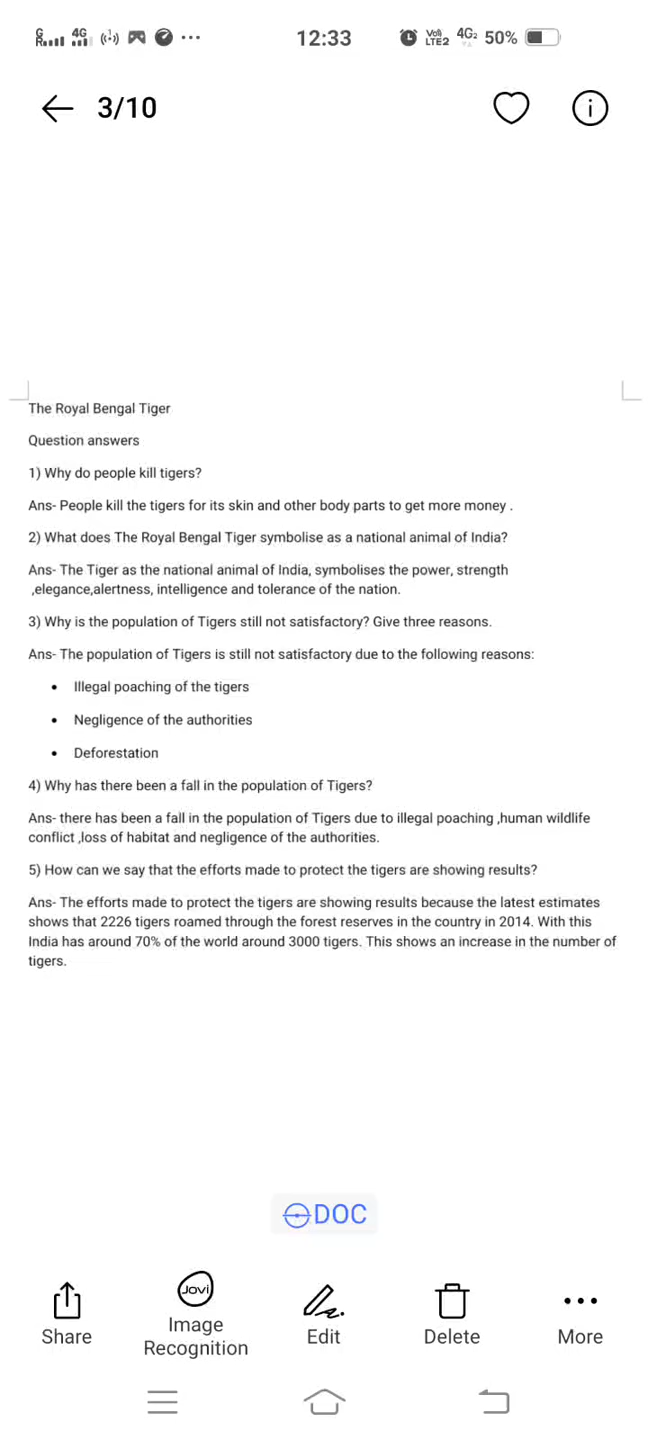 4G
12:33
VoB
LTE2
4G2 50%
3/10
The Royal Bengal Tiger
Question answers
1) Why do people kill tigers?
Ans- People kill the tigers for its skin and other body parts to get more money .
2) What does The Royal Bengal Tiger symbolise as a national animal of India?
Ans- The Tiger as the national animal of India, symbolises the power, strength
,elegance,alertness, intelligence and tolerance of the nation.
3) Why is the population of Tigers still not satisfactory? Give three reasons.
Ans- The population of Tigers is still not satisfactory due to the following reasons:
• Illegal poaching of the tigers
• Negligence of the authorities
• Deforestation
4) Why has there been a fall in the population of Tigers?
Ans- there has been a fall in the population of Tigers due to illegal poaching ,human wildlife
conflict ,loss of habitat and negligence of the authorities.
5) How can we say that the efforts made to protect the tigers are showing results?
Ans- The efforts made to protect the tigers are showing results because the latest estimates
shows that 2226 tigers roamed through the forest reserves in the country in 2014. With this
India has around 70% of the world around 3000 tigers. This shows an increase in the number of
tigers.
DOC
Share
Jovi
Image
Recognition
Edit
Delete
More